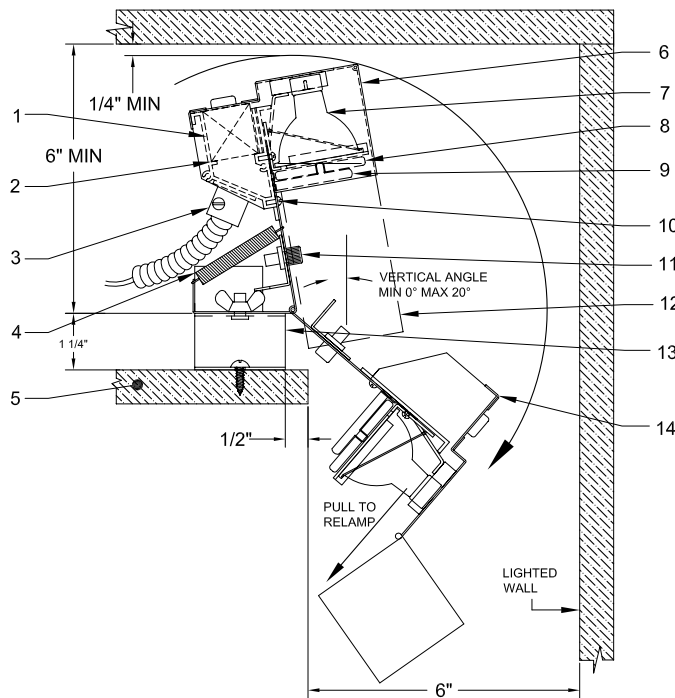 1/4" MIN
6" MIN
1
2
3
4
5
1 1/4"
1/2"
6
7
8
9
10
11
12
13
14
VERTICAL ANGLE
MIN 0° MAX 20°
PULL TO
RELAMP
LIGHTED
WALL
6"